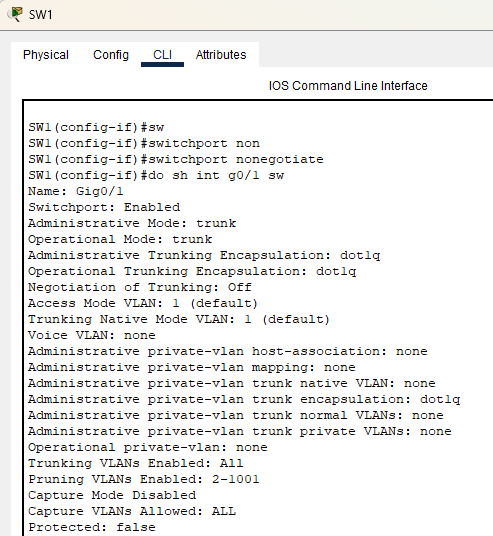 SW1
Physical Config CLI Attributes
IOS Command Line Interface
SW1(config-if)#sw
SW1(config-if)#switchport non
SW1(config-if)#switchport nonegotiate
SW1(config-if)#do sh int g0/1 sw
Name: Gig0/1
Switchport: Enabled
Administrative Mode: trunk
Operational Mode: trunk
Administrative Trunking Encapsulation: dot1q
Operational Trunking Encapsulation: dot1q
Negotiation of Trunking: Off
Access Mode VLAN: 1 (default)
Trunking Native Mode VLAN: 1 (default)
Voice VLAN: none
Administrative private-vlan host-association: none
Administrative private-vlan mapping: none
Administrative private-vlan trunk native VLAN: none
Administrative private-vlan trunk encapsulation: dot1q
Administrative private-vlan trunk normal VLANs: none
Administrative private-vlan trunk private VLANs: none
Operational private-vlan: none
Trunking VLANs Enabled: All
Pruning VLANs Enabled: 2-1001
Capture Mode Disabled
Capture VLANs Allowed: ALL
Protected: false